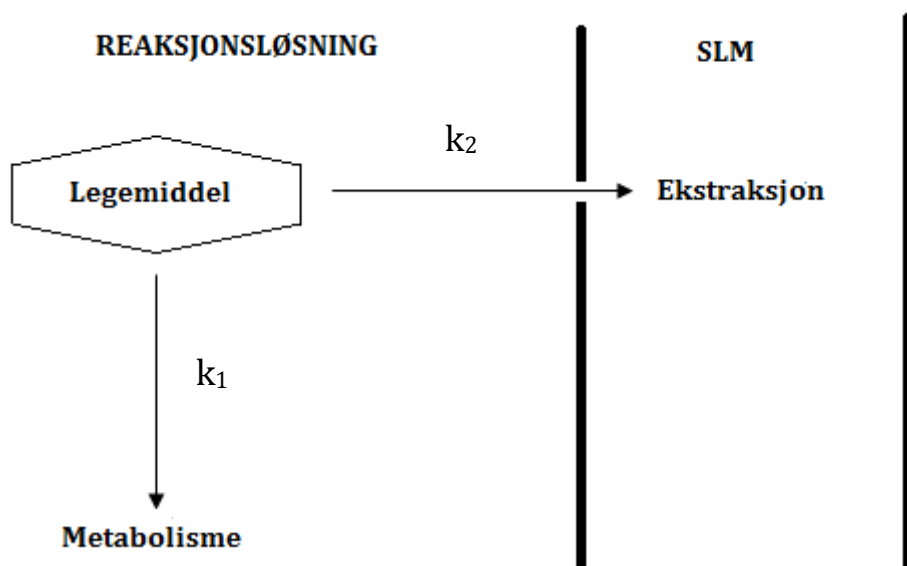 REAKSJONSLØSNING
SLM
k₂
Legemiddel
Ekstraksjon
k₁
Metabolisme